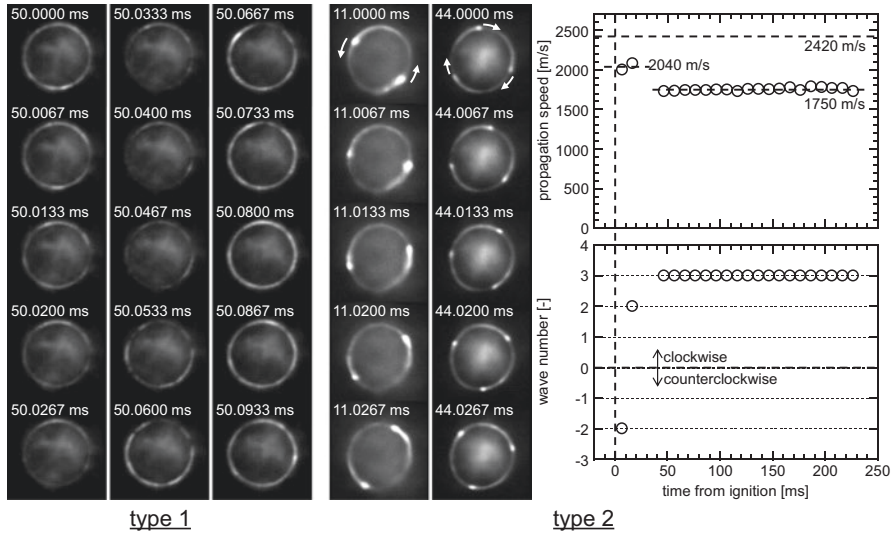 50.0000 ms
50.0067 ms
50.0133 ms
50.0200 ms
50.0267 ms
50.0333 ms
50.0400 ms
50.0467 ms
50.0533 ms
50.0600 ms
50.0667 ms
50.0733 ms
50.0800 ms
50.0867 ms
50.0933 ms
type 1
11.0000 ms
11.0067 ms
11.0133 ms
11.0200 ms
11.0267 ms
44.0000 ms
44.0067 ms
44.0133 ms
44.0200 ms
44.0267 ms
propagation speed [m/s]
2500
2000
1500
1000
500
0
2420 m/s
2040 m/s
1750 m/s
wave number [-]
4
3
2
1
0
-1
-2
-3
clockwise
counterclockwise
0
50
100
150
200
250
time from ignition [ms]
type 2